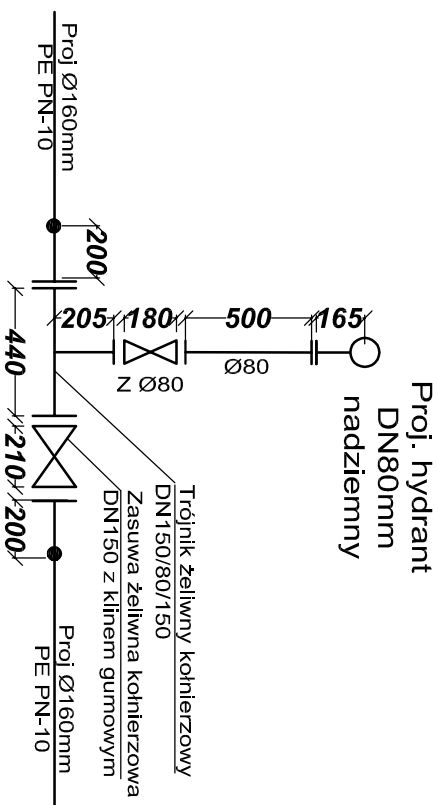 Proj. hydrant
DN80mm
nadziemny
Proj Ø160mm
PE PN-10
200
205
180
500
165
Z Ø80
Ø80
440
210
200
Trójnik żeliwny kołnierzowy
DN150/80/150
Zasuwa żeliwna kołnierzowa
DN150 z klinem gumowym
Proj Ø160mm
PE PN-10